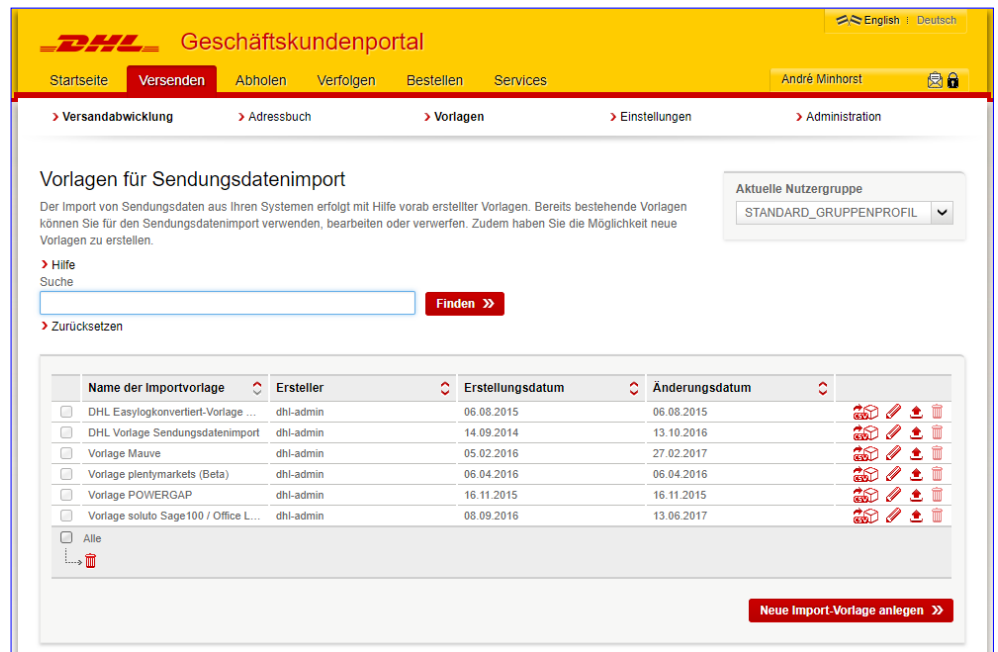 English | Deutsch
DHL Geschäftskundenportal
Startseite Versenden Abholen Verfolgen Bestellen Services André Minhorst
Versandabwicklung Adressbuch Vorlagen Einstellungen Administration
Vorlagen für Sendungsdatenimport
Der Import von Sendungsdaten aus Ihren Systemen erfolgt mit Hilfe vorab erstellter Vorlagen. Bereits bestehende Vorlagen
können Sie für den Sendungsdatenimport verwenden, bearbeiten oder verwerfen. Zudem haben Sie die Möglichkeit neue
Vorlagen zu erstellen.
Aktuelle Nutzergruppe
STANDARD_GRUPPENPROFIL
Hilfe
Suche
Finden
Zurücksetzen
Name der Importvorlage Ersteller Erstellungsdatum Änderungsdatum
DHL Easylogkonvertiert-Vorlage ... dhl-admin 06.08.2015 06.08.2015 CSV
DHL Vorlage Sendungsdatenimport dhl-admin 14.09.2014 13.10.2016 CSV
Vorlage Mauve dhl-admin 05.02.2016 27.02.2017 CSV
Vorlage plentymarkets (Beta) dhl-admin 06.04.2016 06.04.2016 CSV
Vorlage POWERGAP dhl-admin 16.11.2015 16.11.2015 CSV
Vorlage soluto Sage100 / Office L... dhl-admin 08.09.2016 13.06.2017 CSV
Alle
Neue Import-Vorlage anlegen